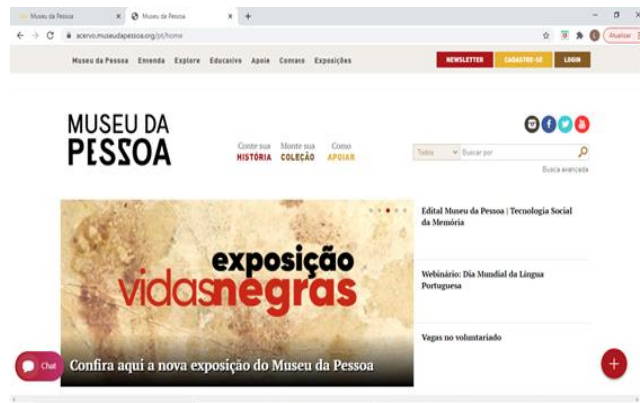 Museu da Pessoa
Museu da Pessoa
acervo.museudapessoa.org/pt/home
Atualizar
Museu da Pessoa Entenda Explore Educativo Apoie Contato Exposições
NEWSLETTER CADASTRE-SE LOGIN
MUSEU DA
PESSOA
Conte sua
HISTÓRIA
Monte sua
COLEÇÃO
Como
APOIAR
Todos
Buscar por
Busca avançada
exposição
vidasnegras
Confira aqui a nova exposição do Museu da Pessoa
Edital Museu da Pessoa | Tecnologia Social
da Memória
Webinário: Dia Mundial da Língua
Portuguesa
Vagas no voluntariado
Chat